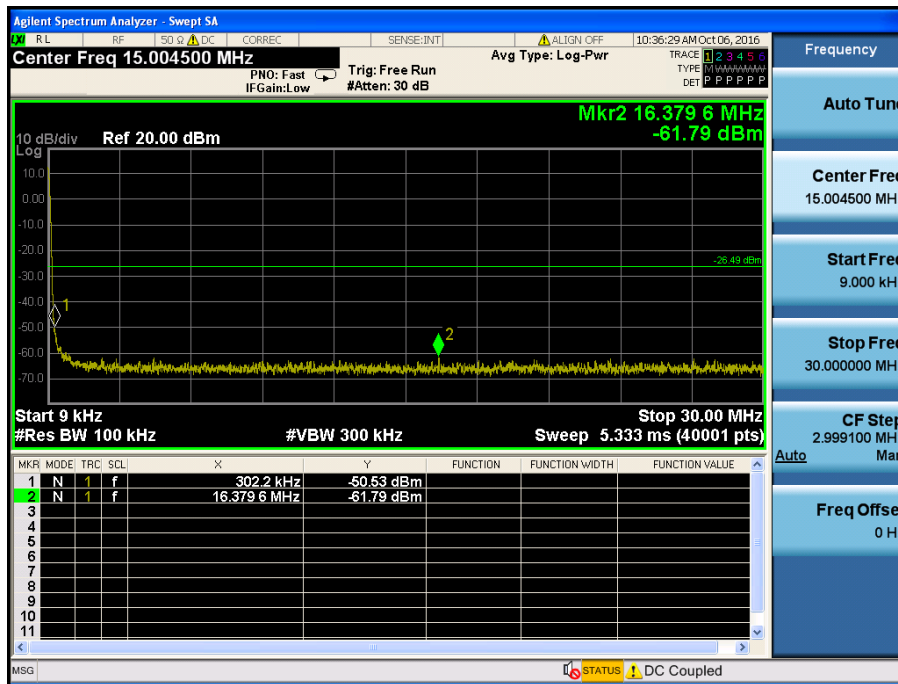 Agilent Spectrum Analyzer - Swept SA
LXI RL RF 50 Ω DC CORREC SENSE:INT ALIGN OFF 10:36:29 AM Oct 06, 2016
Center Freq 15.004500 MHz
PNO: Fast
IFGain:Low
Trig: Free Run
#Atten: 30 dB
Avg Type: Log-Pwr
TRACE 1 2 3 4 5 6
TYPE M
DET P P P P P P
Mkr2 16.379 6 MHz
-61.79 dBm
10 dB/div Ref 20.00 dBm
Log
10.0
0.00
-10.0
-20.0
-26.49 dBm
-30.0
-40.0
1
-50.0
2
-60.0
-70.0
Start 9 kHz Stop 30.00 MHz
#Res BW 100 kHz #VBW 300 kHz Sweep 5.333 ms (40001 pts)
MKR MODE TRC SCL X Y FUNCTION FUNCTION WIDTH FUNCTION VALUE
1 N 1 f 302.2 kHz -50.53 dBm
2 N 1 f 16.379 6 MHz -61.79 dBm
3
4
5
6
7
8
9
10
11
MSG STATUS DC Coupled
Frequency
Auto Tun
Center Fre
15.004500 MH
Start Fre
9.000 kH
Stop Fre
30.000000 MH
CF Step
2.999100 MH
Auto Ma
Freq Offse
0 H